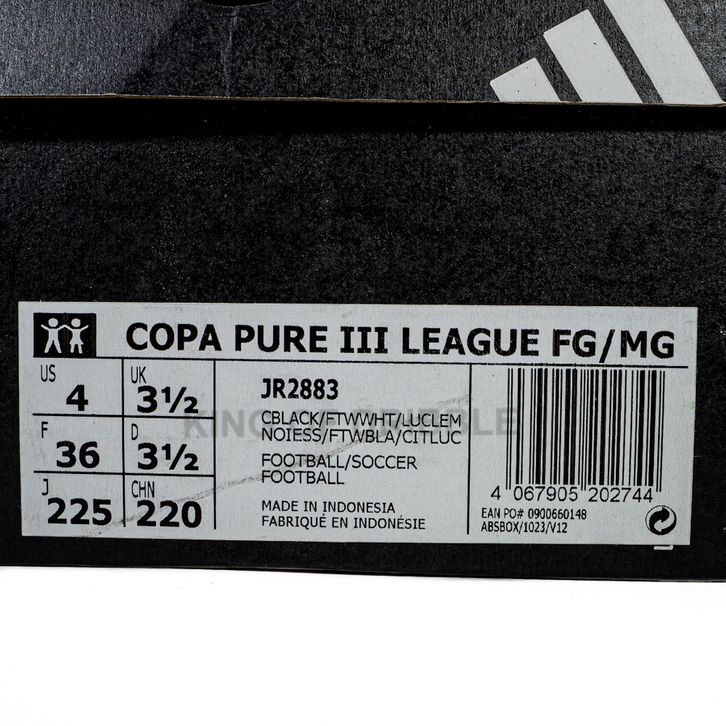 COPA PURE III LEAGUE FG/MG
US 4
UK 3½
F 36
D 3½
J 225
CHN 220
JR2883
CBLACK/FTWWHT/LUCLEM
NOIESS/FTWBLA/CITLUC
FOOTBALL/SOCCER
FOOTBALL
MADE IN INDONESIA
FABRIQUÉ EN INDONÉSIE
4 067905 202744
EAN PO# 0900660148
ABSBOX/1023/V12